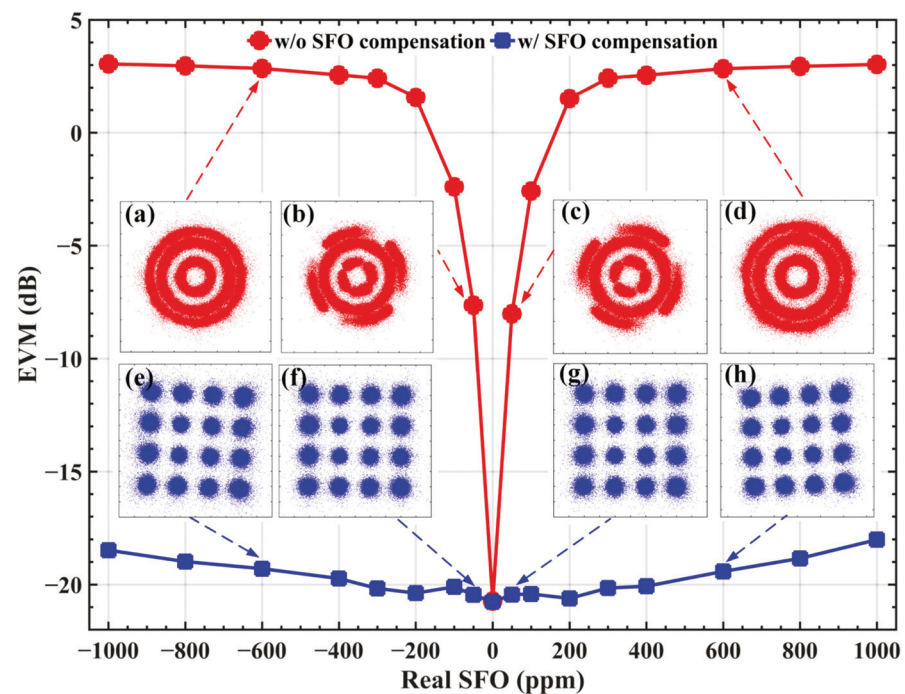 5
w/o SFO compensation w/ SFO compensation
0
(a) (b) (c) (d)
−5
EVM (dB)
−10
(e) (f) (g) (h)
−15
−20
−1000 −800 −600 −400 −200 0 200 400 600 800 1000
Real SFO (ppm)